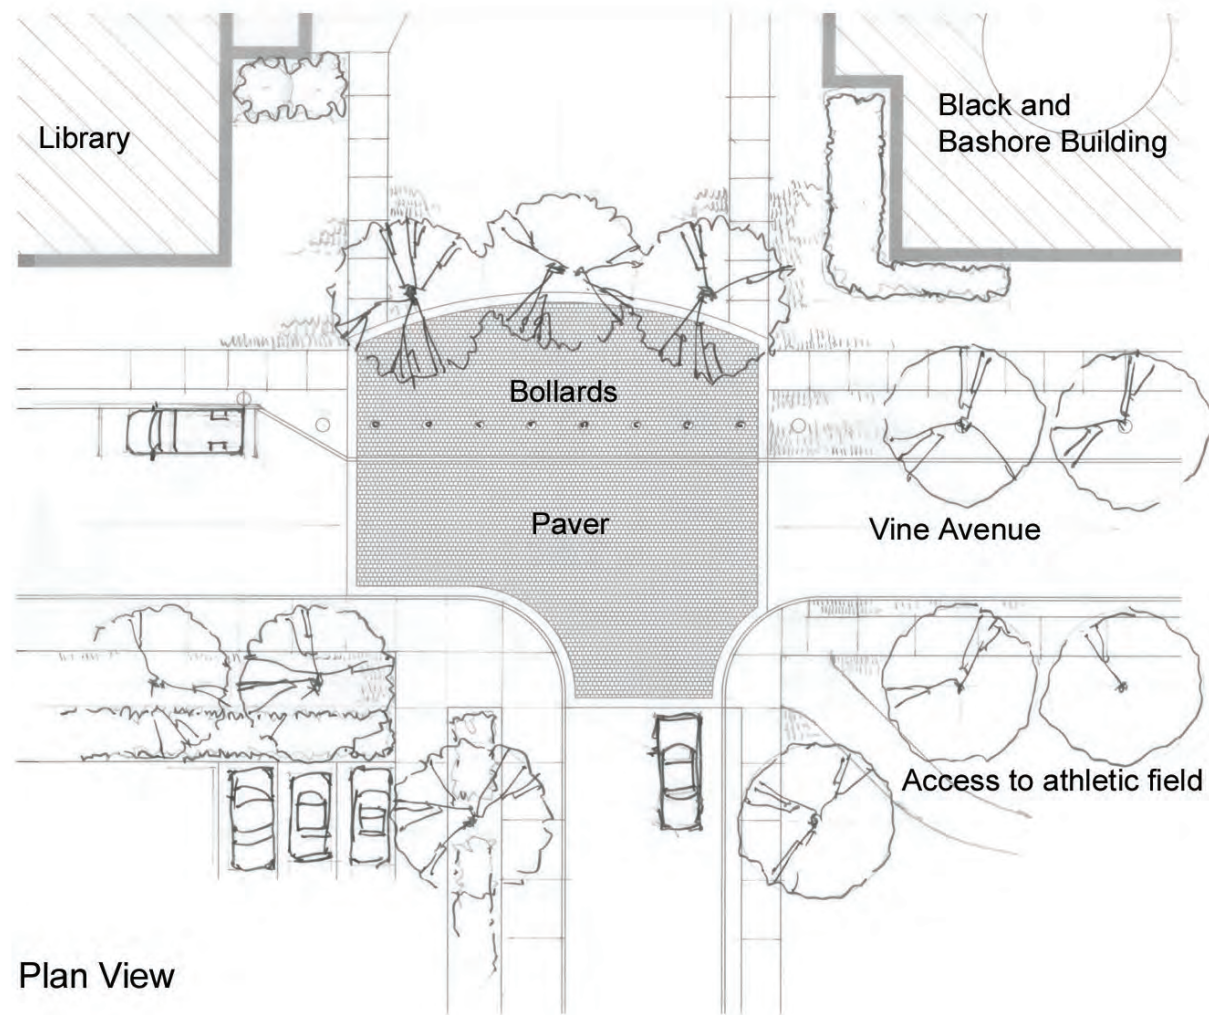 Library
Black and
Bashore Building
Bollards
Paver
Vine Avenue
Access to athletic field
Plan View